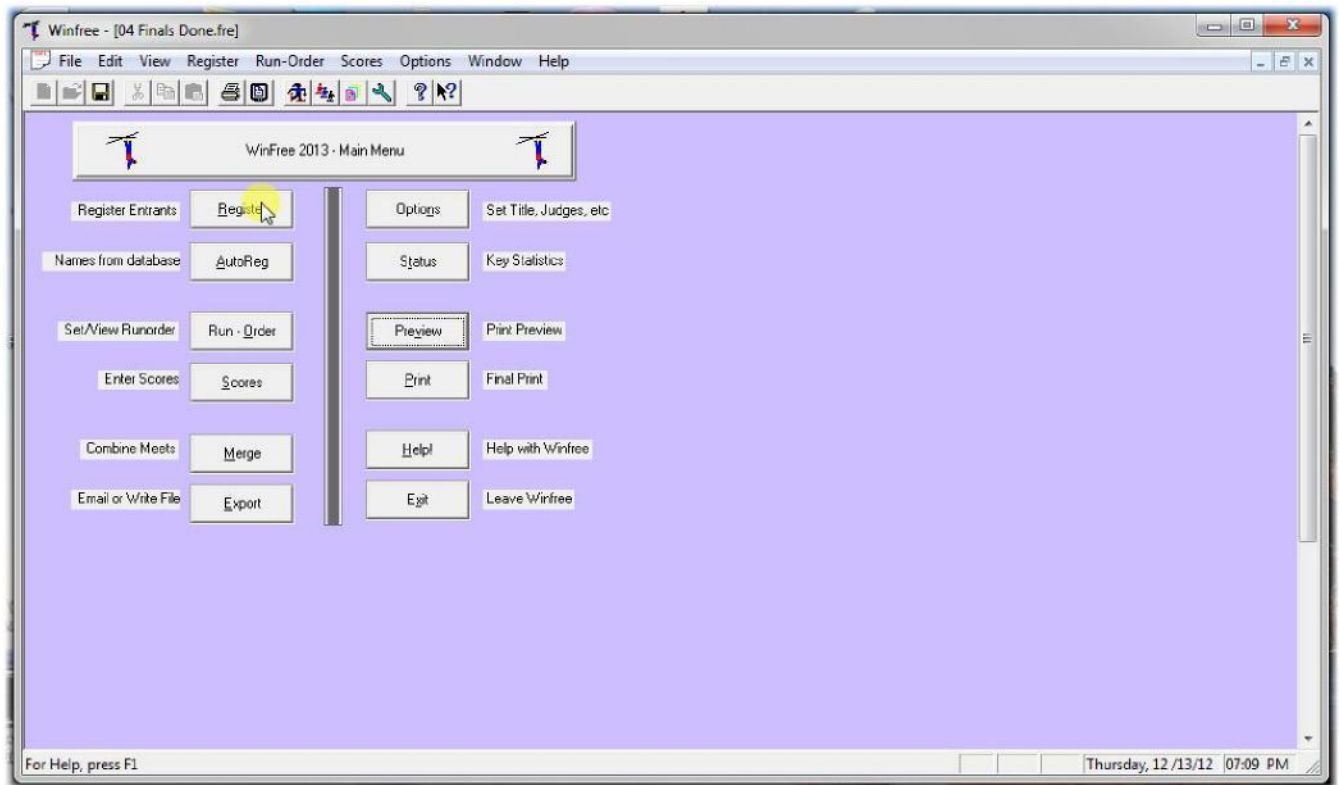 Winfree - [04 Finals Done.fre]
File Edit View Register Run-Order Scores Options Window Help
WinFree 2013 - Main Menu
Register Entrants Register Options Set Title, Judges, etc
Names from database AutoReg Status Key Statistics
Set/View Runorder Run - Order Preview Print Preview
Enter Scores Scores Print Final Print
Combine Meets Merge Help! Help with Winfree
Email or Write File Export Exit Leave Winfree
For Help, press F1 Thursday, 12 /13/12 07:09 PM